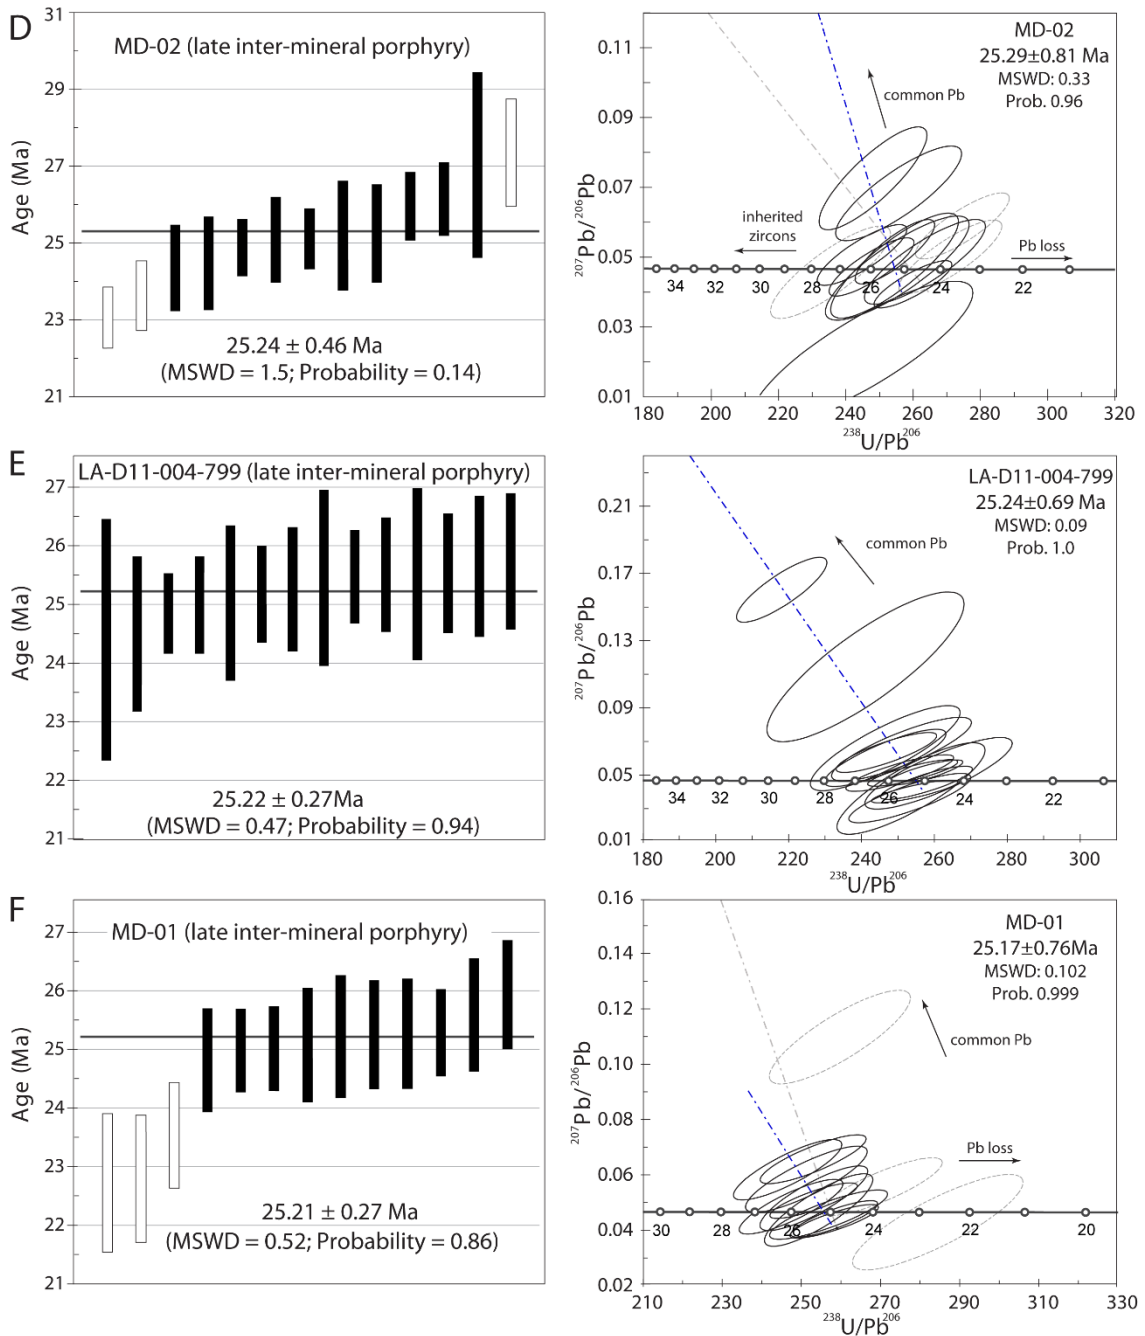 D
MD-02 (late inter-mineral porphyry)
Age (Ma)
31
29
27
25
23
21
25.24 ± 0.46 Ma
(MSWD = 1.5; Probability = 0.14)
MD-02
25.29±0.81 Ma
MSWD: 0.33
Prob. 0.96
common Pb
inherited
zircons
Pb loss
207Pb/206Pb
0.11
0.09
0.07
0.05
0.03
0.01
34 32 30 28 26 24 22
180 200 220 240 260 280 300 320
238U/Pb206
E
LA-D11-004-799 (late inter-mineral porphyry)
Age (Ma)
27
26
25
24
23
22
21
25.22 ± 0.27Ma
(MSWD = 0.47; Probability = 0.94)
LA-D11-004-799
25.24±0.69 Ma
MSWD: 0.09
Prob. 1.0
common Pb
207Pb/206Pb
0.21
0.17
0.13
0.09
0.05
0.01
34 32 30 28 26 24 22
180 200 220 240 260 280 300
238U/Pb206
F
MD-01 (late inter-mineral porphyry)
Age (Ma)
27
26
25
24
23
22
21
25.21 ± 0.27 Ma
(MSWD = 0.52; Probability = 0.86)
MD-01
25.17±0.76Ma
MSWD: 0.102
Prob. 0.999
common Pb
Pb loss
207Pb/206Pb
0.16
0.14
0.12
0.10
0.08
0.06
0.04
0.02
30 28 26 24 22 20
210 230 250 270 290 310 330
238U/Pb206